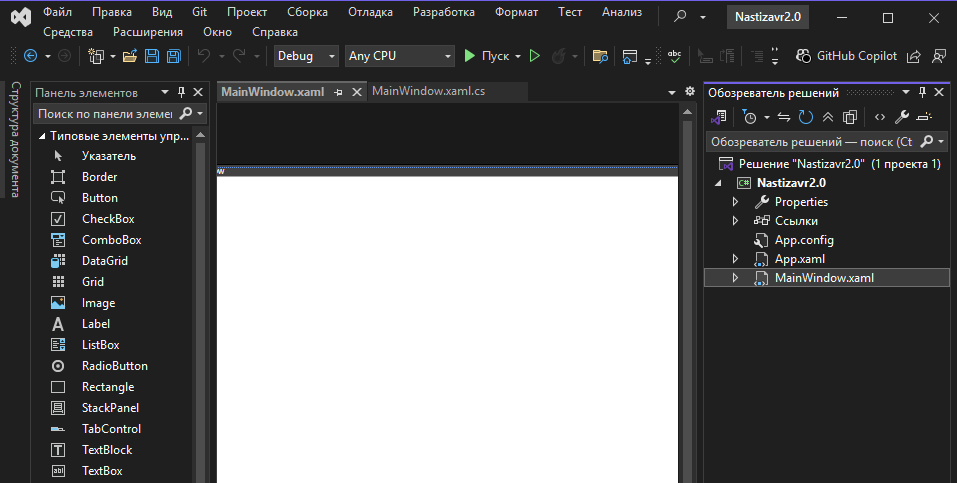 Файл Правка Вид Git Проект Сборка Отладка Разработка Формат Тест Анализ Nastizavr2.0
Средства Расширения Окно Справка
Debug Any CPU Пуск abc GitHub Copilot
Структура документа
Панель элементов
Поиск по панели элемен
Типовые элементы упр...
Указатель
Border
Button
CheckBox
ComboBox
DataGrid
Grid
Image
Label
ListBox
RadioButton
Rectangle
StackPanel
TabControl
TextBlock
TextBox
MainWindow.xaml MainWindow.xaml.cs
Обозреватель решений
Обозреватель решений — поиск (Ct
Решение "Nastizavr2.0" (1 проекта 1)
C# Nastizavr2.0
Properties
Ссылки
App.config
App.xaml
MainWindow.xaml